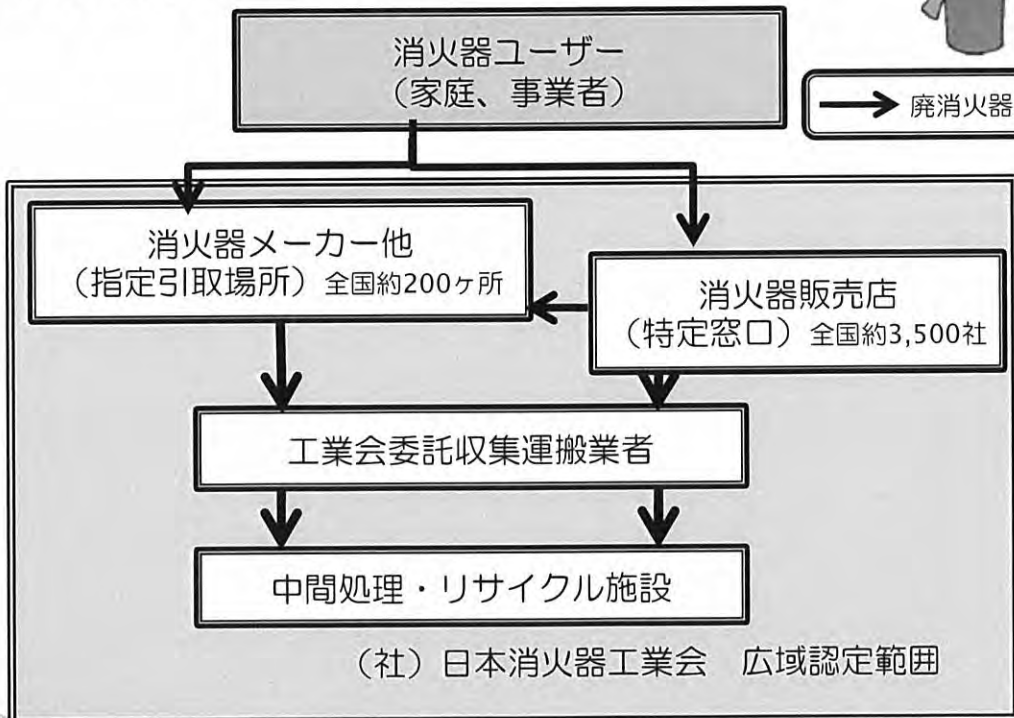 消火器ユーザー
（家庭、事業者）
廃消火器
消火器メーカー他
（指定引取場所）全国約200ヶ所
消火器販売店
（特定窓口）全国約3,500社
工業会委託収集運搬業者
中間処理・リサイクル施設
（社）日本消火器工業会　広域認定範囲